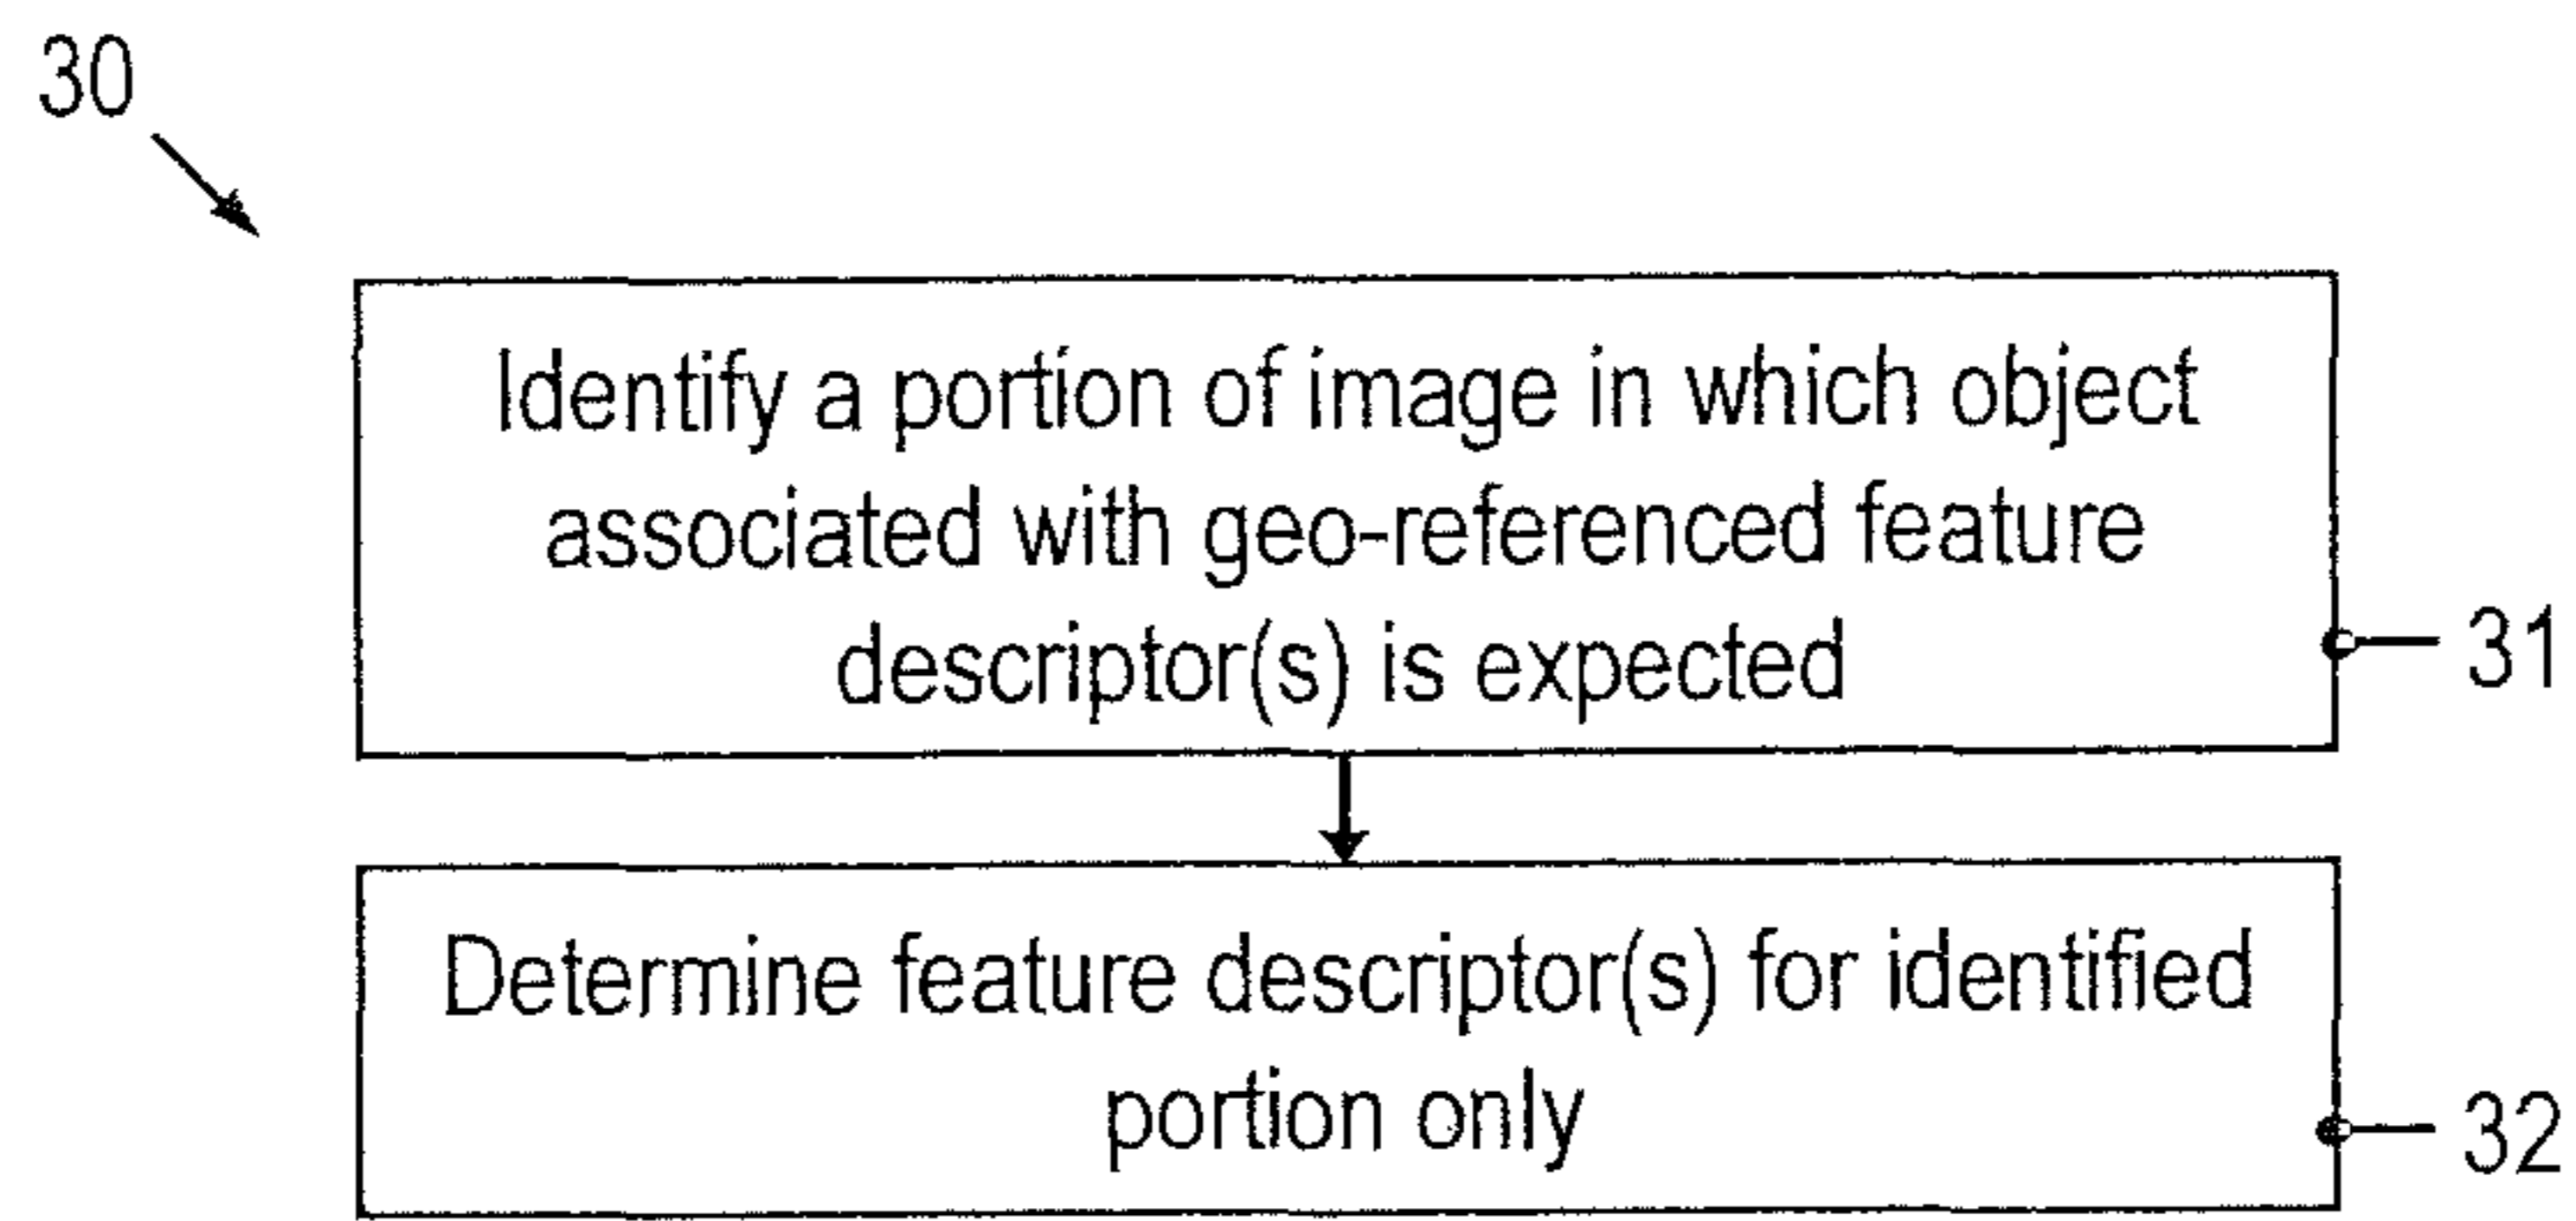 30
Identify a portion of image in which object
associated with geo-referenced feature
descriptor(s) is expected
31
Determine feature descriptor(s) for identified
portion only
32